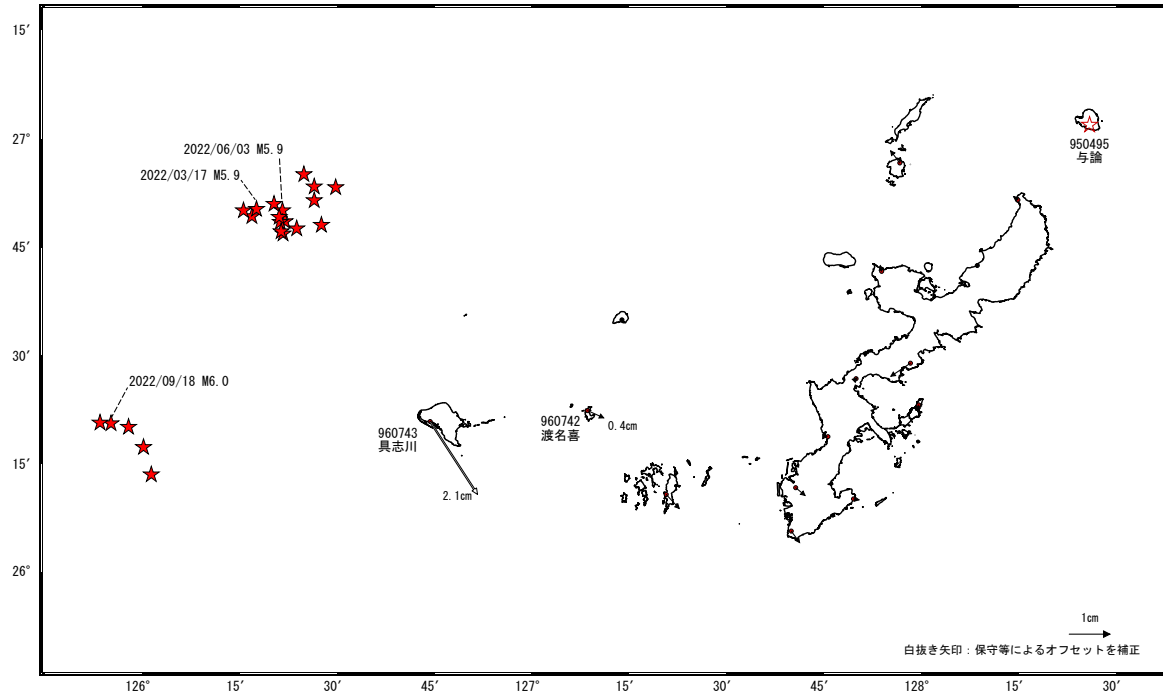 15′
27°
45′
30′
15′
26°
2022/06/03 M5.9
2022/03/17 M5.9
2022/09/18 M6.0
950495
与論
960743
具志川
2.1cm
960742
渡名喜
0.4cm
1cm
白抜き矢印：保守等によるオフセットを補正
126° 15′ 30′ 45′ 127° 15′ 30′ 45′ 128° 15′ 30′